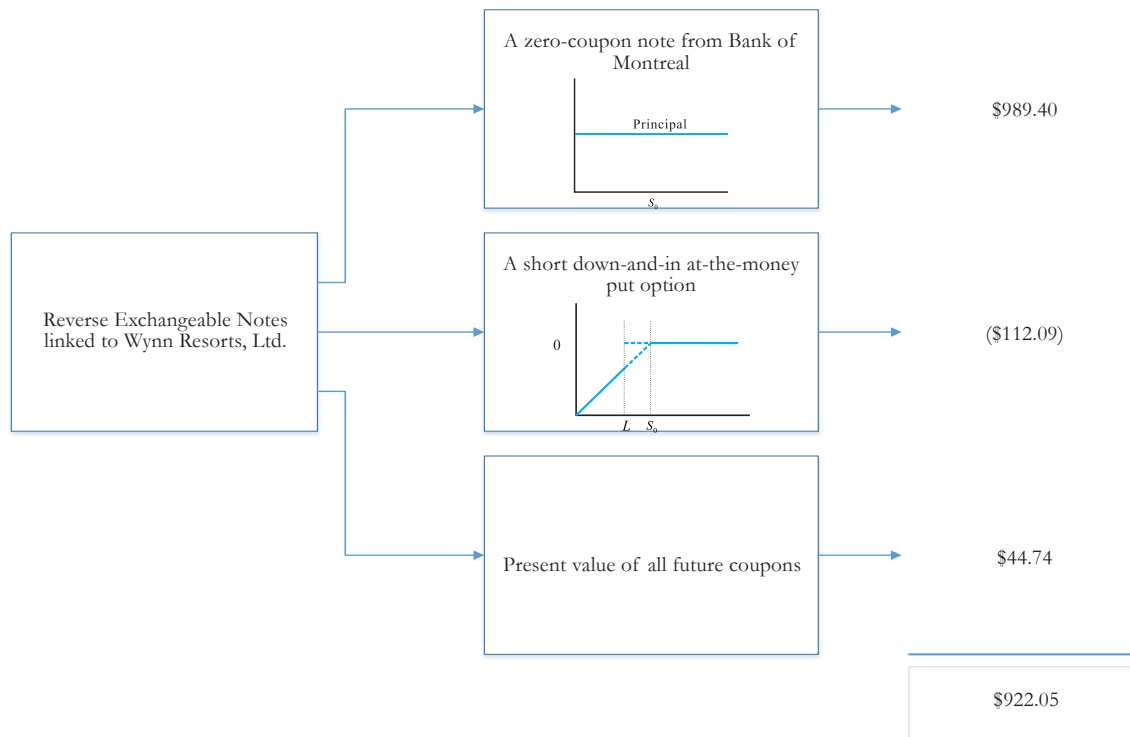 A zero-coupon note from Bank of
Montreal
Principal
S₀
$989.40
Reverse Exchangeable Notes
linked to Wynn Resorts, Ltd.
A short down-and-in at-the-money
put option
0
L S₀
($112.09)
Present value of all future coupons
$44.74
$922.05